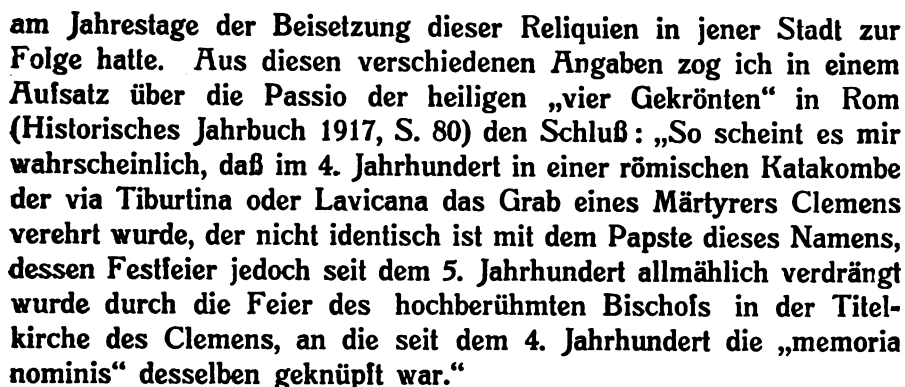 am Jahrestage der Beisetzung dieser Reliquien in jener Stadt zur
Folge hatte. Aus diesen verschiedenen Angaben zog ich in einem
Aufsatz über die Passio der heiligen „vier Gekrönten“ in Rom
(Historisches Jahrbuch 1917, S. 80) den Schluß: „So scheint es mir
wahrscheinlich, daß im 4. Jahrhundert in einer römischen Katakombe
der via Tiburtina oder Lavicana das Grab eines Märtyrers Clemens
verehrt wurde, der nicht identisch ist mit dem Papste dieses Namens,
dessen Festfeier jedoch seit dem 5. Jahrhundert allmählich verdrängt
wurde durch die Feier des hochberühmten Bischofs in der Titel-
kirche des Clemens, an die seit dem 4. Jahrhundert die „memoria
nominis“ desselben geknüpft war.“